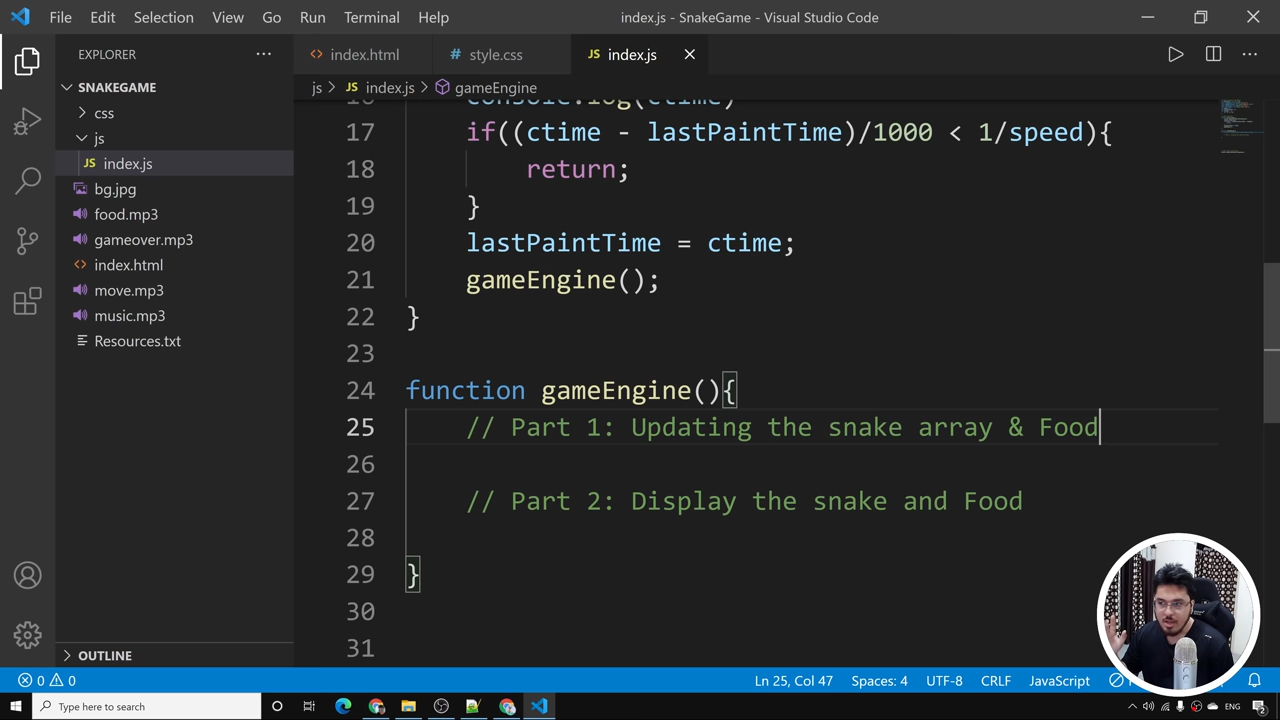 File Edit Selection View Go Run Terminal Help
index.js - SnakeGame - Visual Studio Code
EXPLORER
SNAKEGAME
css
js
JS index.js
bg.jpg
food.mp3
gameover.mp3
index.html
move.mp3
music.mp3
Resources.txt
OUTLINE
<> index.html
# style.css
JS index.js
js > JS index.js > gameEngine
16 console.log(ctime)
17 if((ctime - lastPaintTime)/1000 < 1/speed){
18 return;
19 }
20 lastPaintTime = ctime;
21 gameEngine();
22 }
23
24 function gameEngine(){
25 // Part 1: Updating the snake array & Food
26
27 // Part 2: Display the snake and Food
28
29 }
30
31
0 0
Ln 25, Col 47 Spaces: 4 UTF-8 CRLF JavaScript
Type here to search
ENG
2